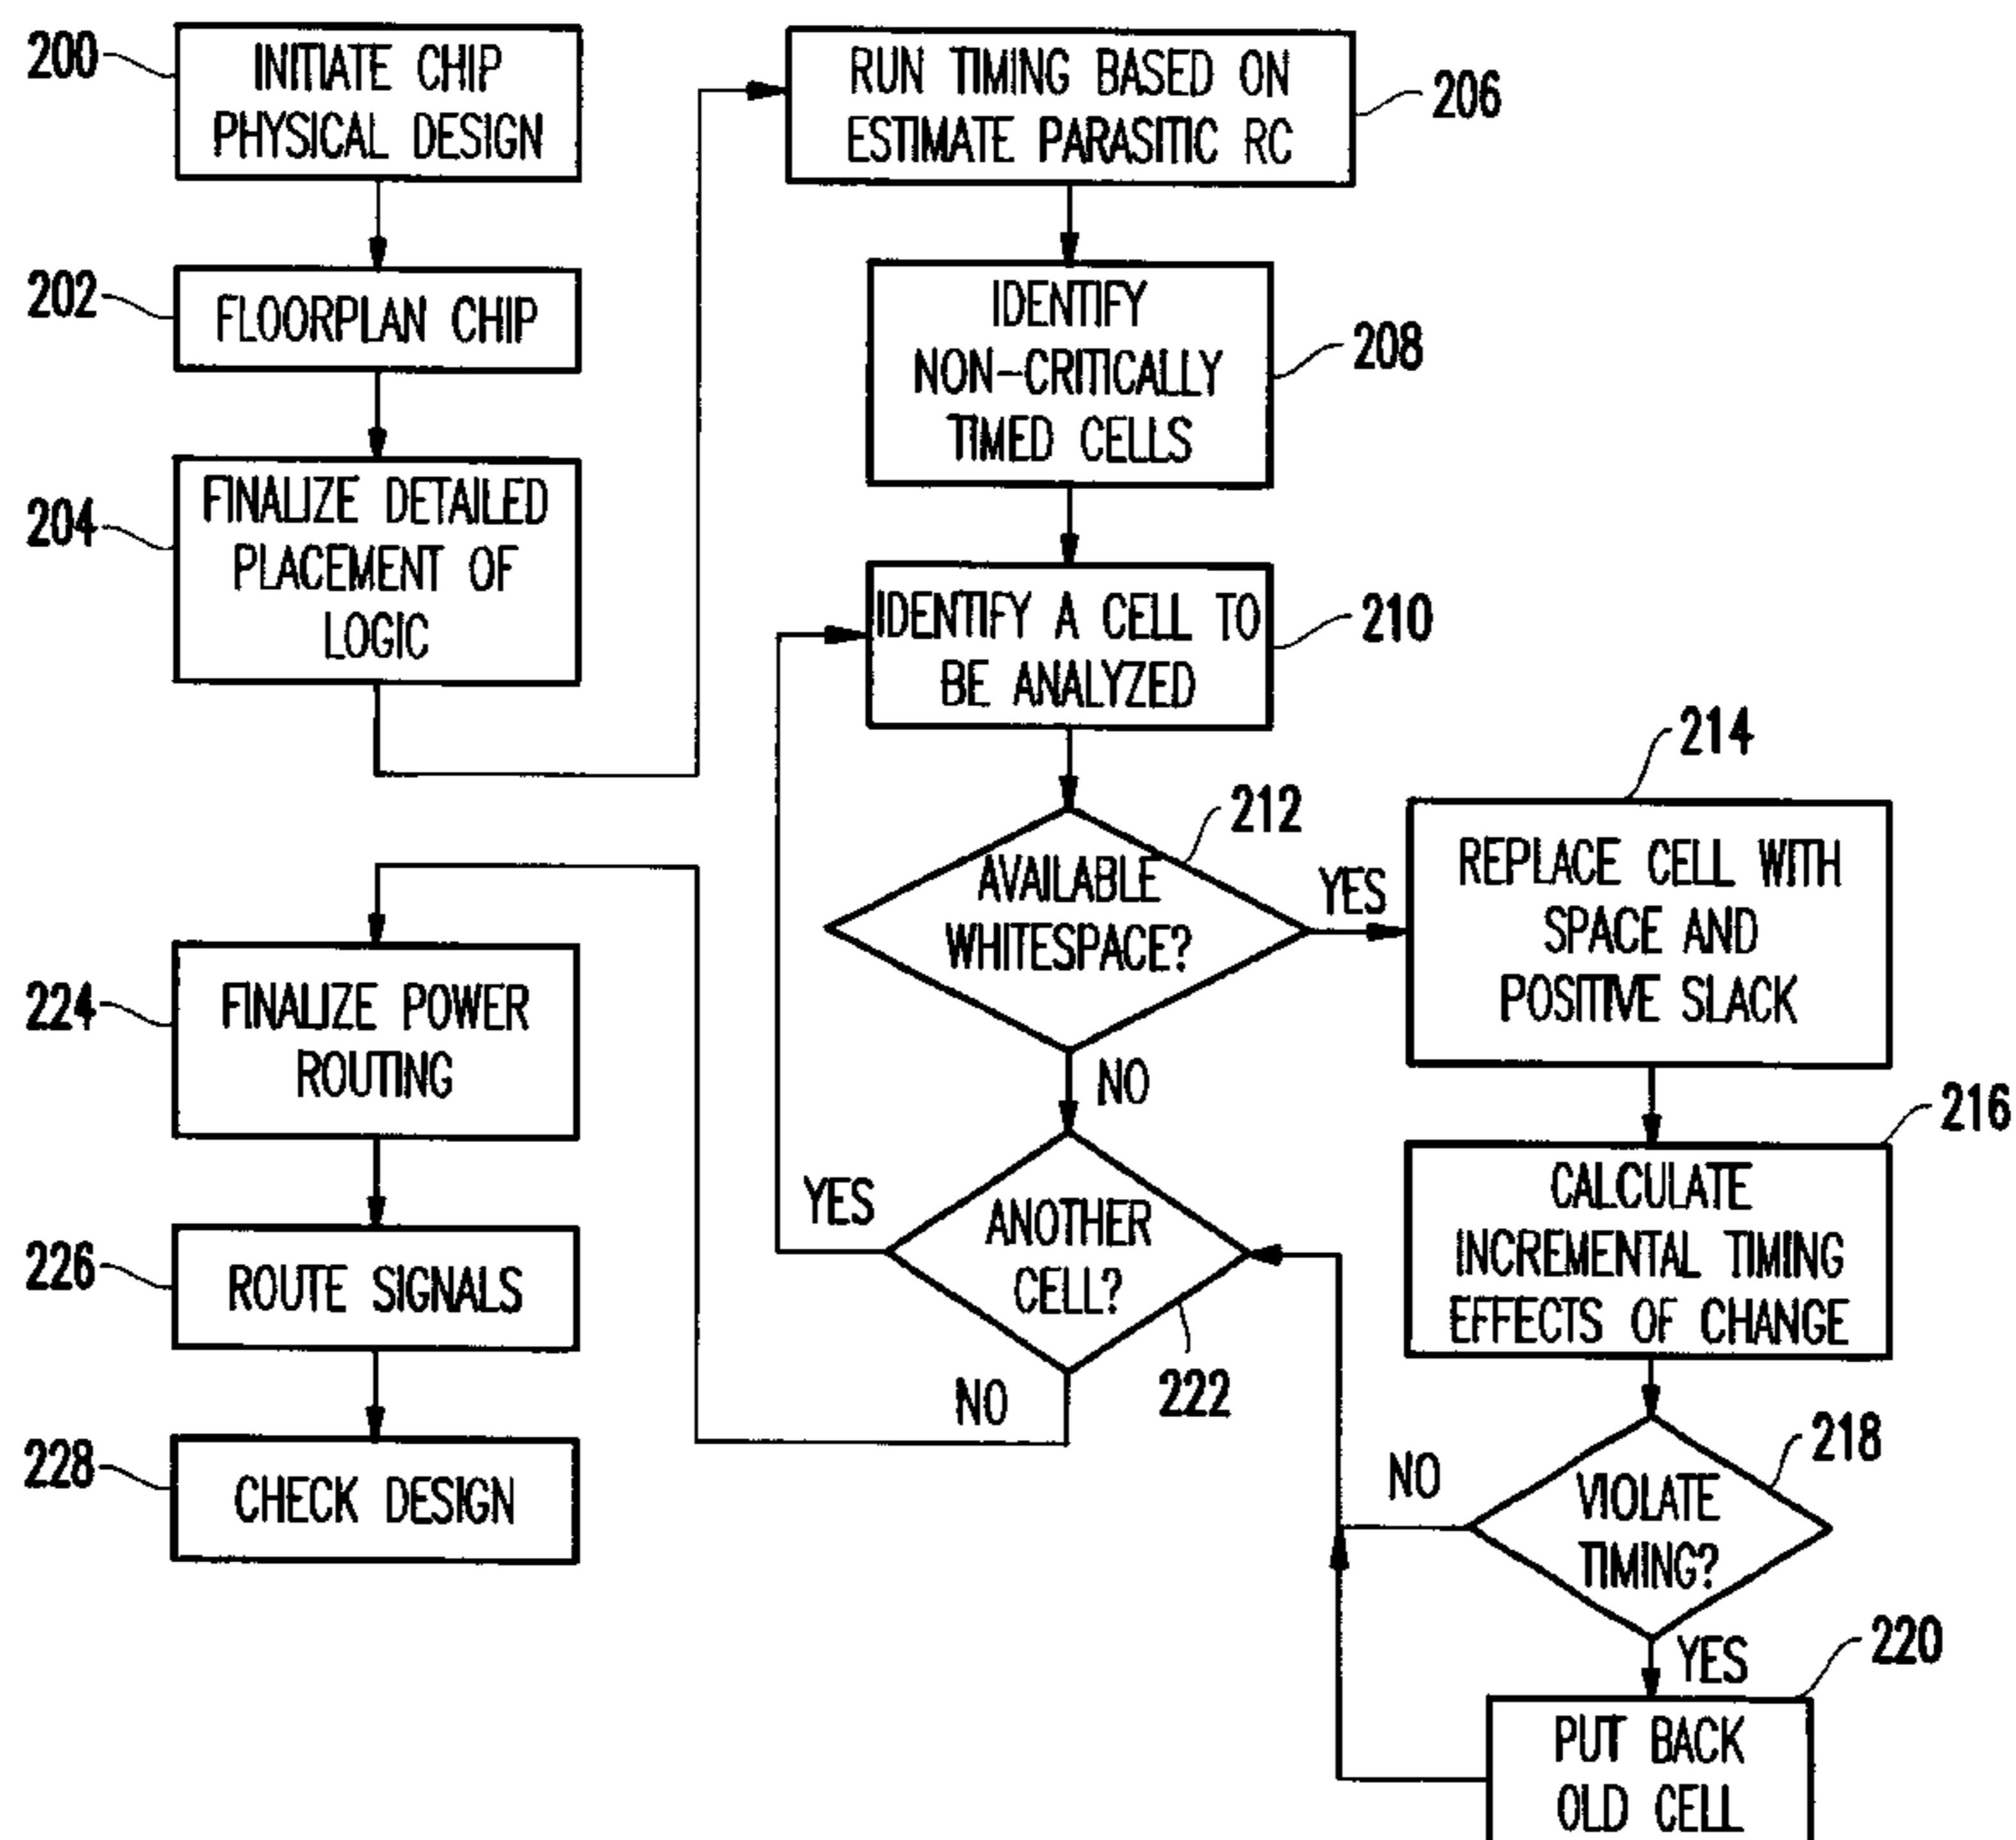 200
INITIATE CHIP
PHYSICAL DESIGN
202
FLOORPLAN CHIP
204
FINALIZE DETAILED
PLACEMENT OF
LOGIC
RUN TIMING BASED ON
ESTIMATE PARASITIC RC
206
IDENTIFY
NON-CRITICALLY
TIMED CELLS
208
IDENTIFY A CELL TO
BE ANALYZED
210
212
AVAILABLE
WHITESPACE?
YES
NO
214
REPLACE CELL WITH
SPACE AND
POSITIVE SLACK
216
CALCULATE
INCREMENTAL TIMING
EFFECTS OF CHANGE
218
VIOLATE
TIMING?
NO
YES
220
PUT BACK
OLD CELL
ANOTHER
CELL?
222
YES
NO
224
FINALIZE POWER
ROUTING
226
ROUTE SIGNALS
228
CHECK DESIGN